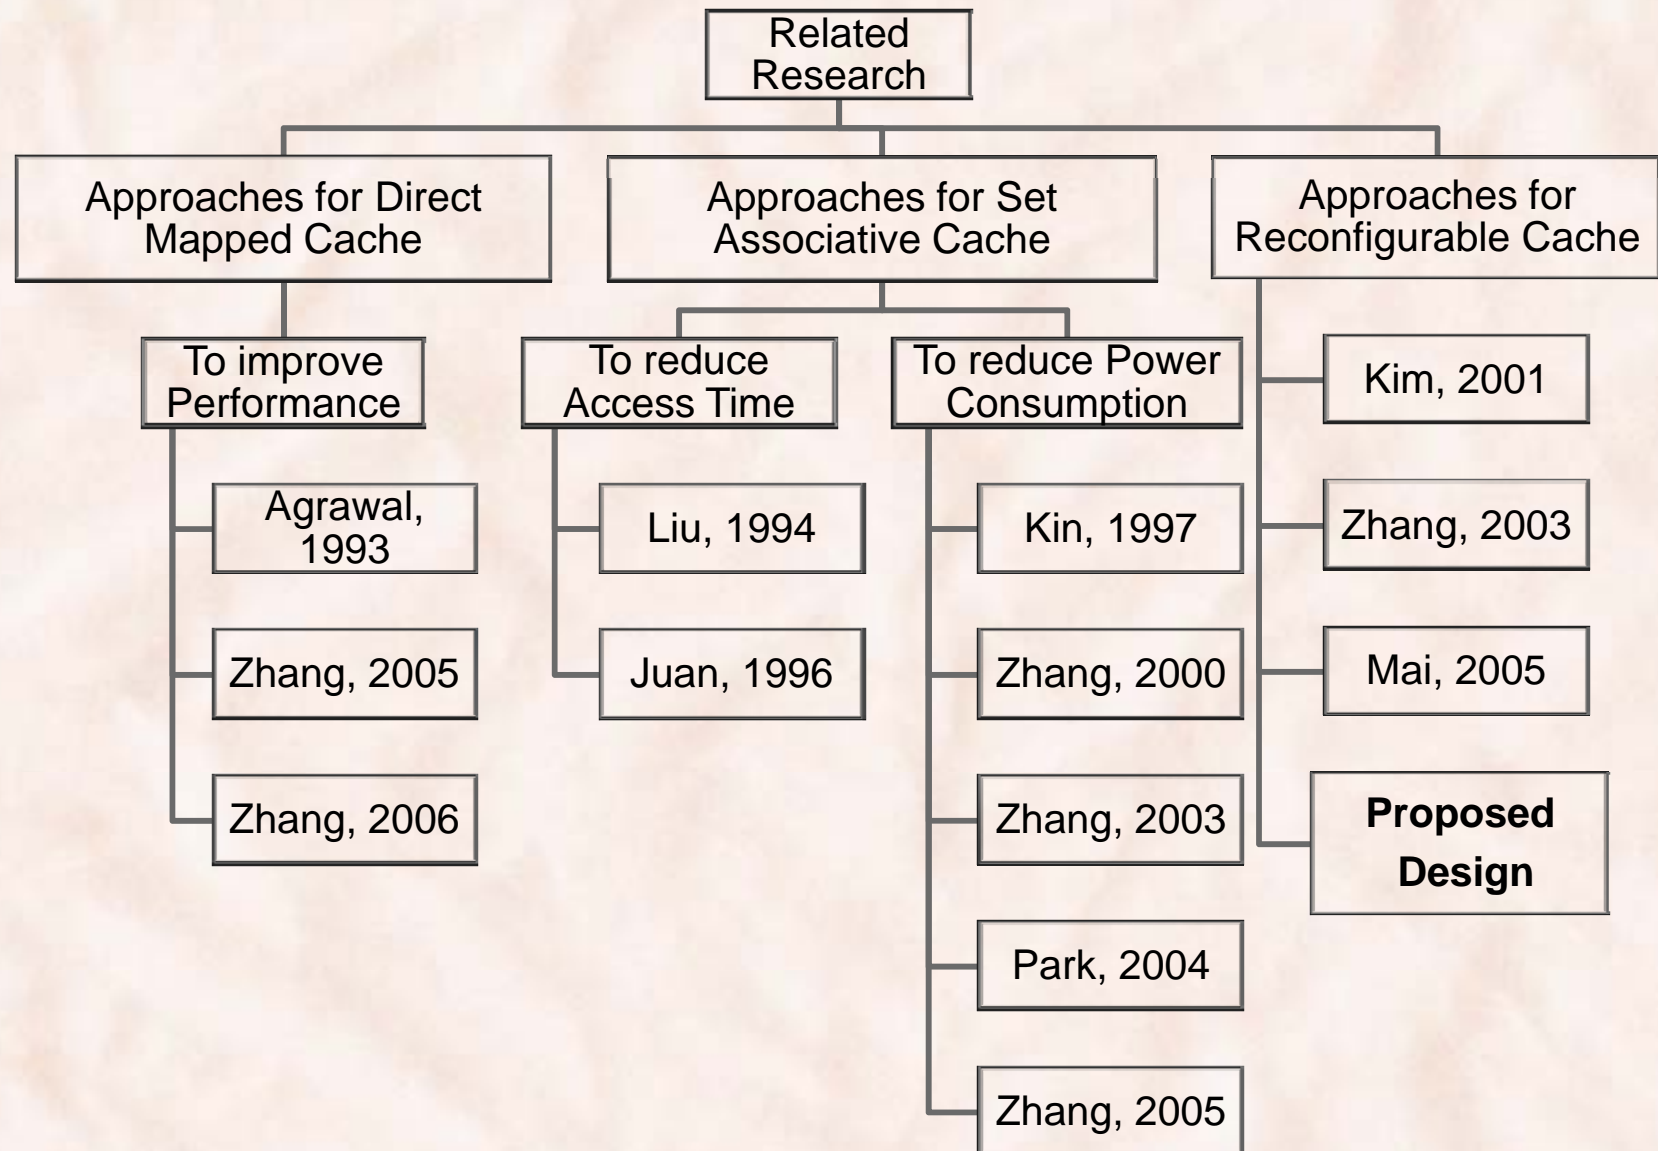 Related
Research
Approaches for Direct
Mapped Cache
Approaches for Set
Associative Cache
Approaches for
Reconfigurable Cache
To improve
Performance
Agrawal,
1993
Zhang, 2005
Zhang, 2006
To reduce
Access Time
Liu, 1994
Juan, 1996
To reduce Power
Consumption
Kin, 1997
Zhang, 2000
Zhang, 2003
Park, 2004
Zhang, 2005
Kim, 2001
Zhang, 2003
Mai, 2005
Proposed
Design